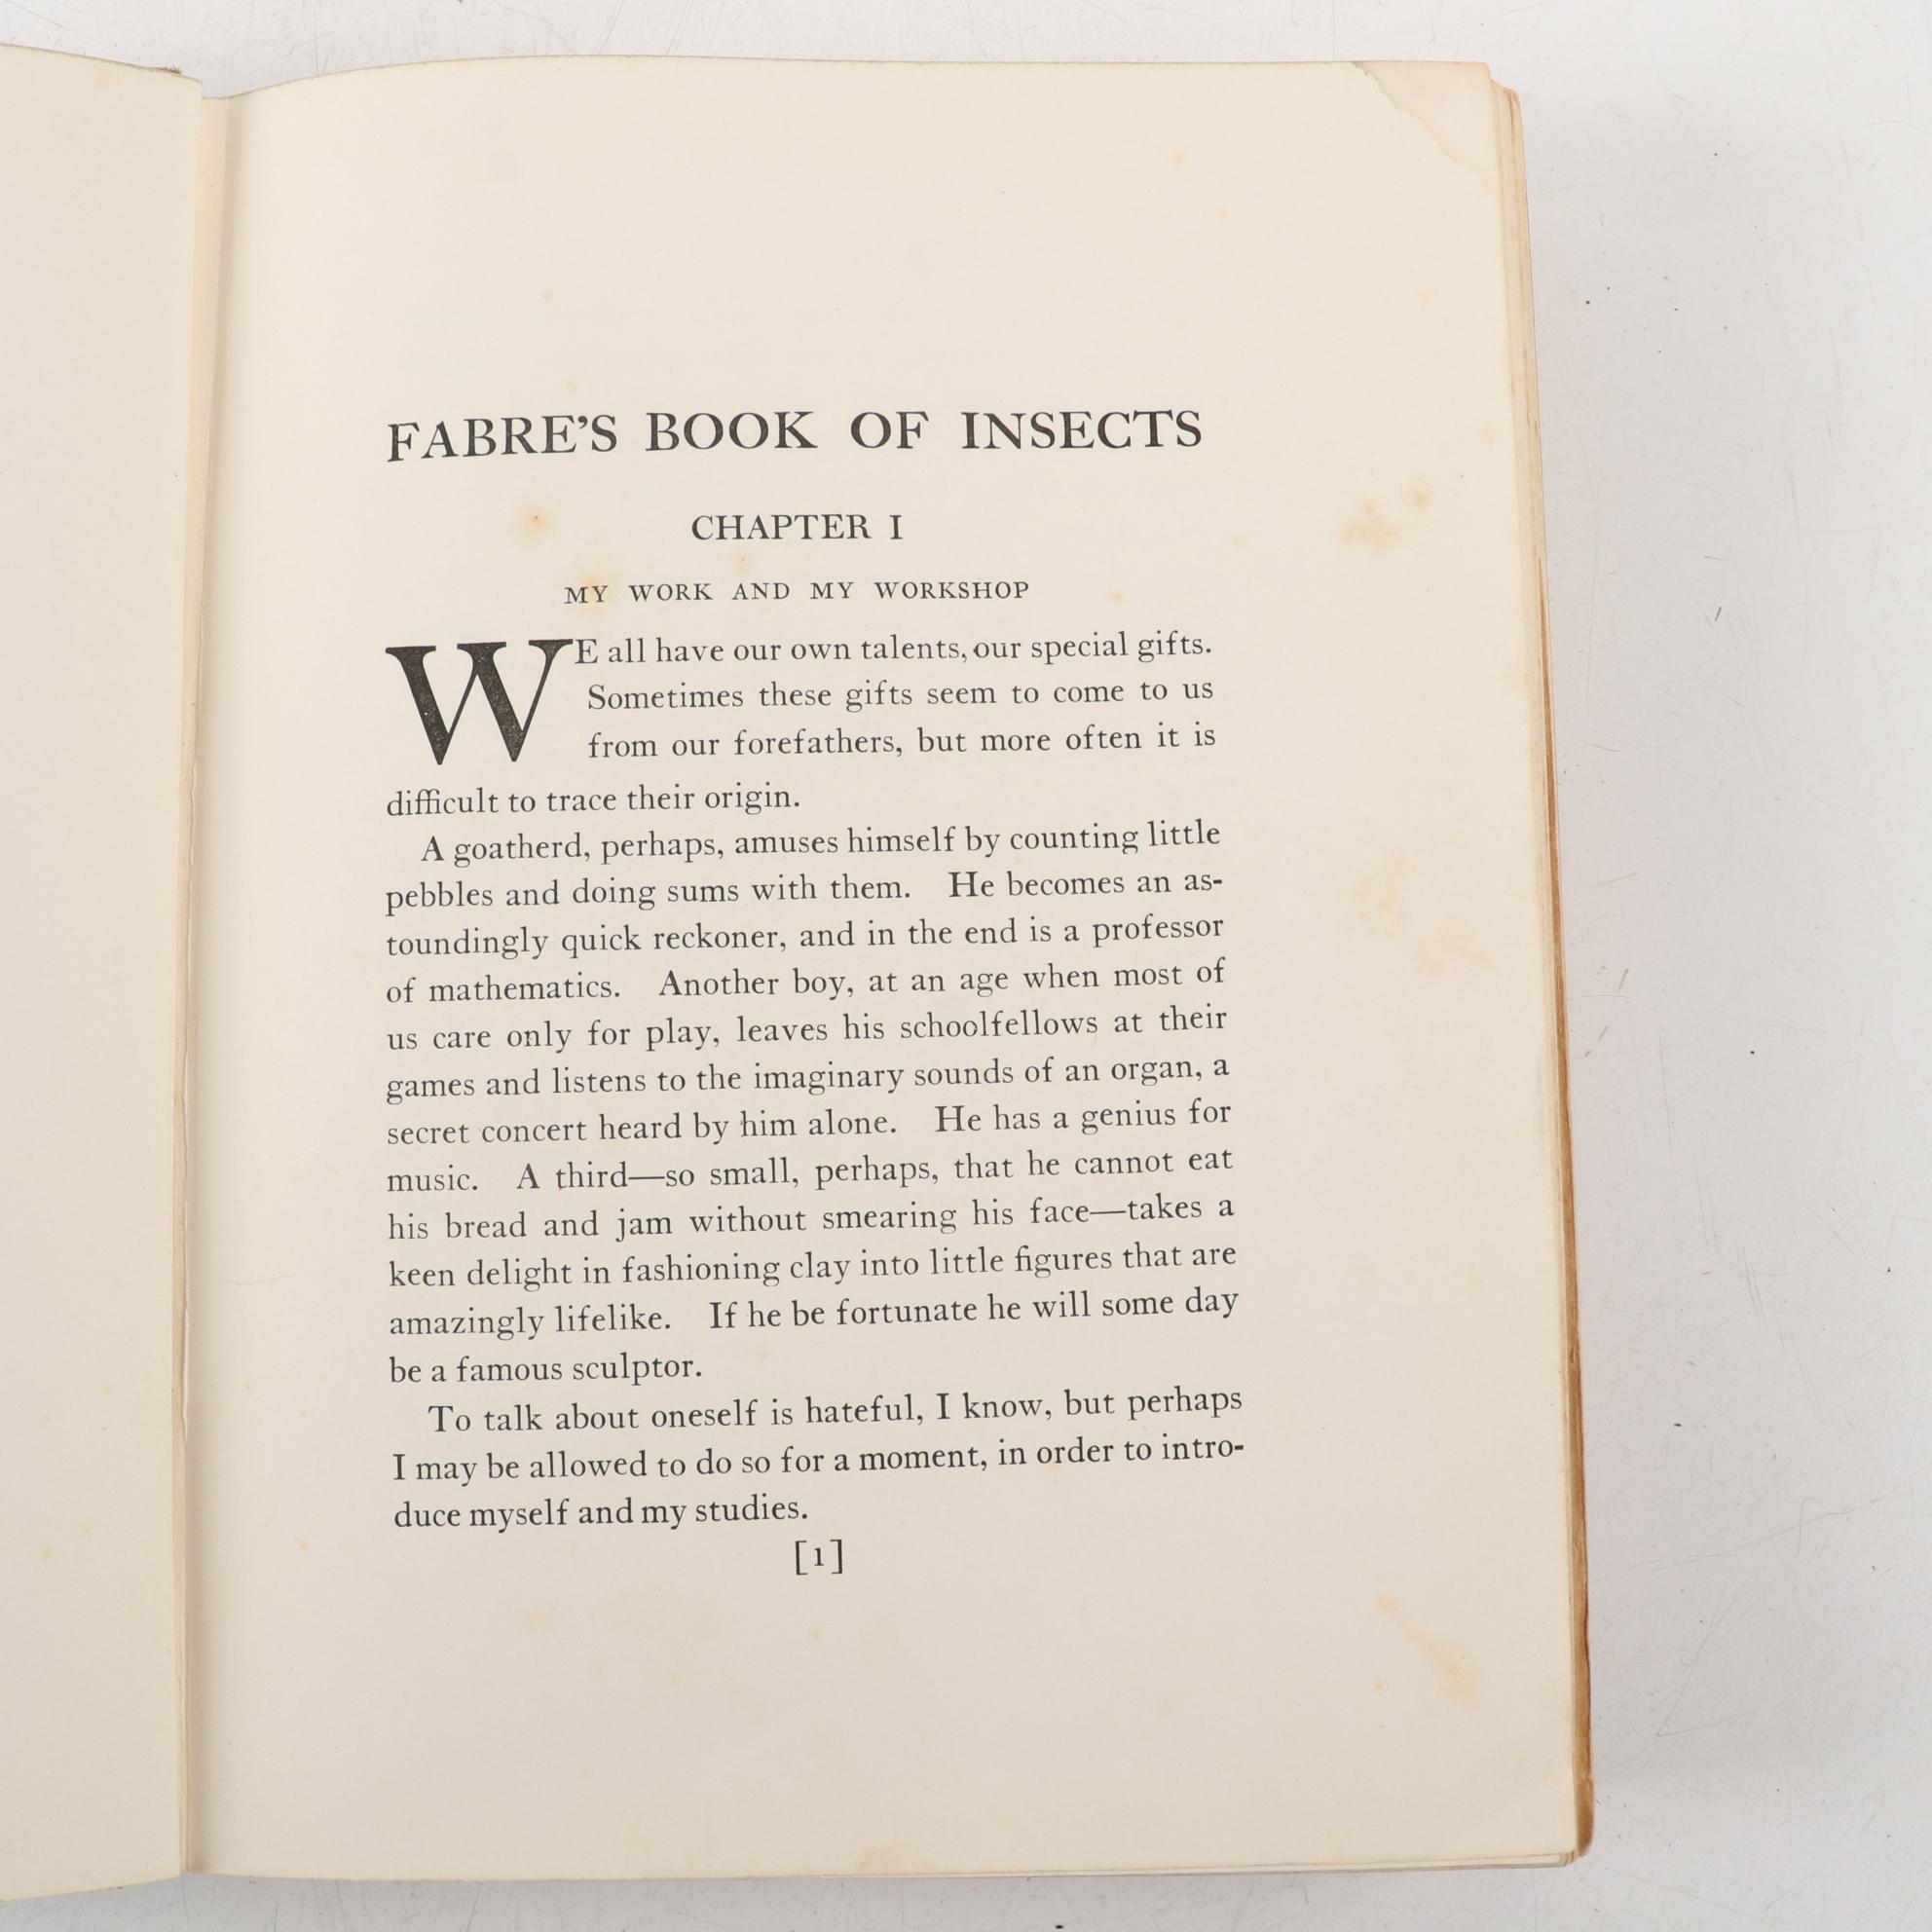 FABRE'S BOOK OF INSECTS
CHAPTER I
MY WORK AND MY WORKSHOP
WE all have our own talents, our special gifts.
Sometimes these gifts seem to come to us
from our forefathers, but more often it is
difficult to trace their origin.
A goatherd, perhaps, amuses himself by counting little
pebbles and doing sums with them. He becomes an as-
toundingly quick reckoner, and in the end is a professor
of mathematics. Another boy, at an age when most of
us care only for play, leaves his schoolfellows at their
games and listens to the imaginary sounds of an organ, a
secret concert heard by him alone. He has a genius for
music. A third—so small, perhaps, that he cannot eat
his bread and jam without smearing his face—takes a
keen delight in fashioning clay into little figures that are
amazingly lifelike. If he be fortunate he will some day
be a famous sculptor.
To talk about oneself is hateful, I know, but perhaps
I may be allowed to do so for a moment, in order to intro-
duce myself and my studies.
[1]